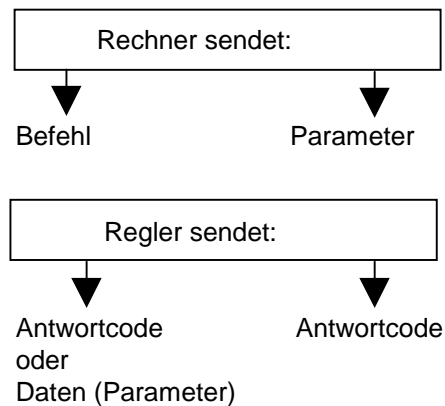 Rechner sendet:
Befehl Parameter
Regler sendet:
Antwortcode Antwortcode
oder
Daten (Parameter)